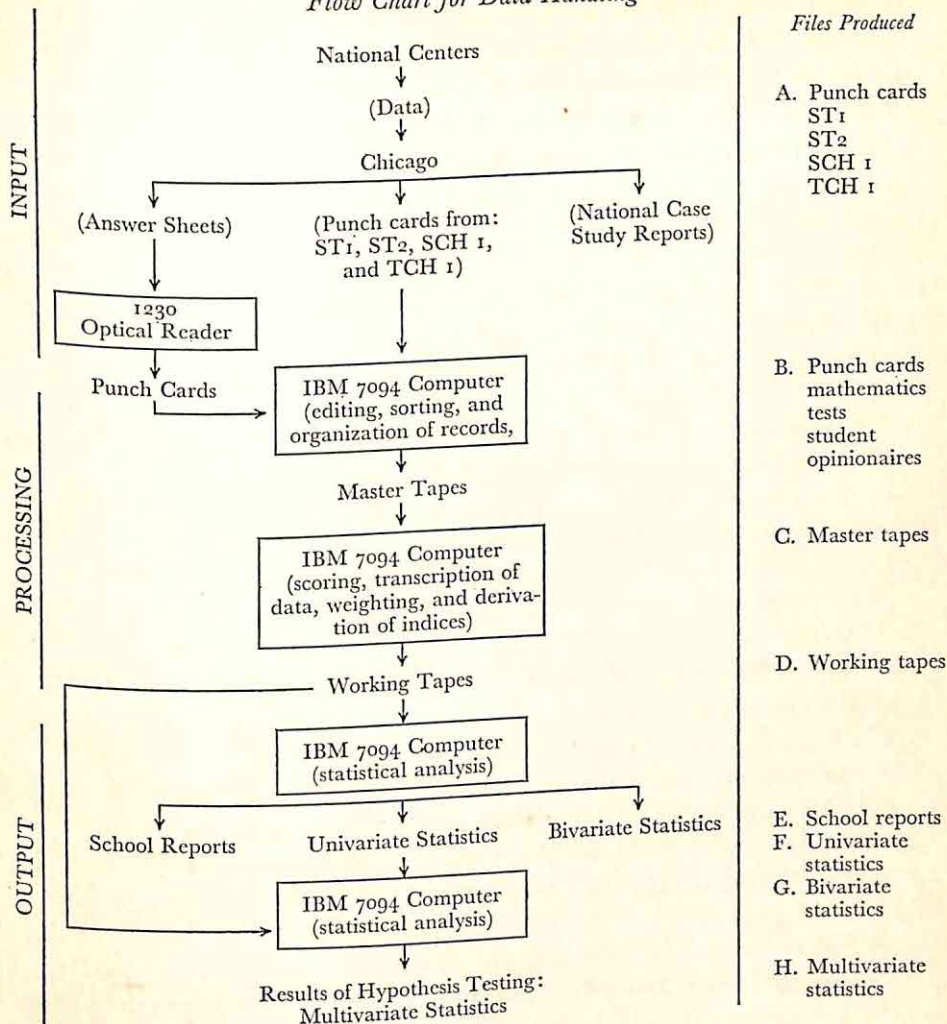 Flow Chart for Data Handling
Files Produced
INPUT
National Centers
(Data)
Chicago
(Answer Sheets)
(Punch cards from:
ST1, ST2, SCH 1,
and TCH 1)
(National Case
Study Reports)
1230
Optical Reader
A. Punch cards
ST1
ST2
SCH 1
TCH 1
PROCESSING
Punch Cards
IBM 7094 Computer
(editing, sorting, and
organization of records,
Master Tapes
IBM 7094 Computer
(scoring, transcription of
data, weighting, and deriva-
tion of indices)
Working Tapes
B. Punch cards
mathematics
tests
student
opinionaires
C. Master tapes
D. Working tapes
OUTPUT
IBM 7094 Computer
(statistical analysis)
School Reports
Univariate Statistics
Bivariate Statistics
IBM 7094 Computer
(statistical analysis)
Results of Hypothesis Testing:
Multivariate Statistics
E. School reports
F. Univariate
statistics
G. Bivariate
statistics
H. Multivariate
statistics